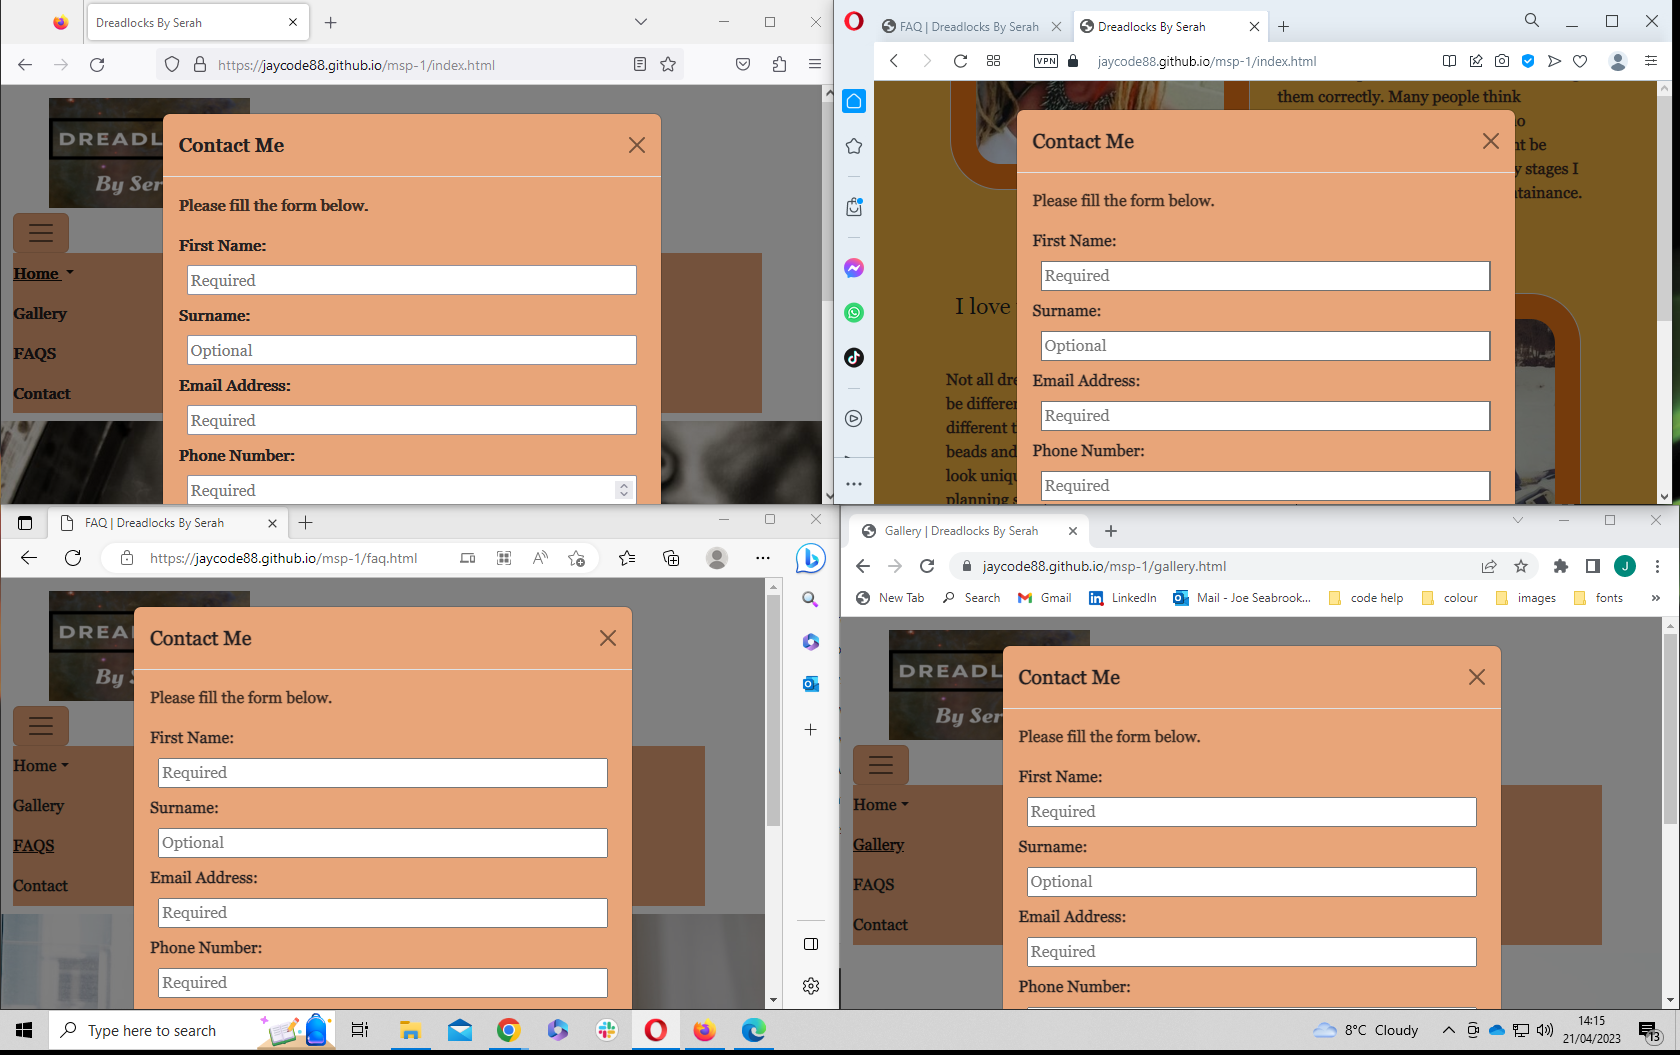 Dreadlocks By Serah
https://jaycode88.github.io/msp-1/index.html
DREADL
By Ser
Home
Gallery
FAQS
Contact
Contact Me
Please fill the form below.
First Name:
Required
Surname:
Optional
Email Address:
Required
Phone Number:
Required
FAQ | Dreadlocks By Serah
Dreadlocks By Serah
VPN
jaycode88.github.io/msp-1/index.html
them correctly. Many people think
be
y stages I
tainance.
I love
Not all dre
be differen
different t
beads and
look uniqu
planning s
Contact Me
Please fill the form below.
First Name:
Required
Surname:
Optional
Email Address:
Required
Phone Number:
Required
FAQ | Dreadlocks By Serah
https://jaycode88.github.io/msp-1/faq.html
DREA
By S
Home
Gallery
FAQS
Contact
Contact Me
Please fill the form below.
First Name:
Required
Surname:
Optional
Email Address:
Required
Phone Number:
Required
Gallery | Dreadlocks By Serah
jaycode88.github.io/msp-1/gallery.html
J
New Tab
Search
Gmail
LinkedIn
Mail - Joe Seabrook...
code help
colour
images
fonts
»
DREADL
By Ser
Home
Gallery
FAQS
Contact
Contact Me
Please fill the form below.
First Name:
Required
Surname:
Optional
Email Address:
Required
Phone Number:
Type here to search
8°C Cloudy
14:15
21/04/2023
13